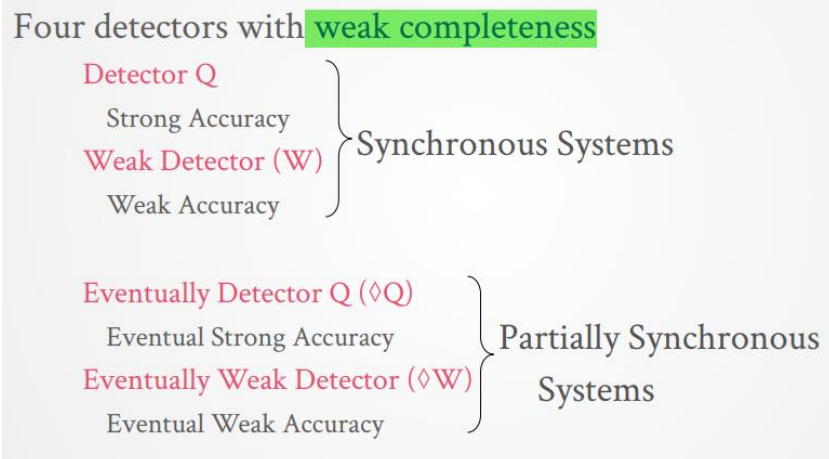 Four detectors with weak completeness
Detector Q
Strong Accuracy
Weak Detector (W)
Weak Accuracy
Synchronous Systems
Eventually Detector Q (◊Q)
Eventual Strong Accuracy
Eventually Weak Detector (◊W)
Eventual Weak Accuracy
Partially Synchronous
Systems